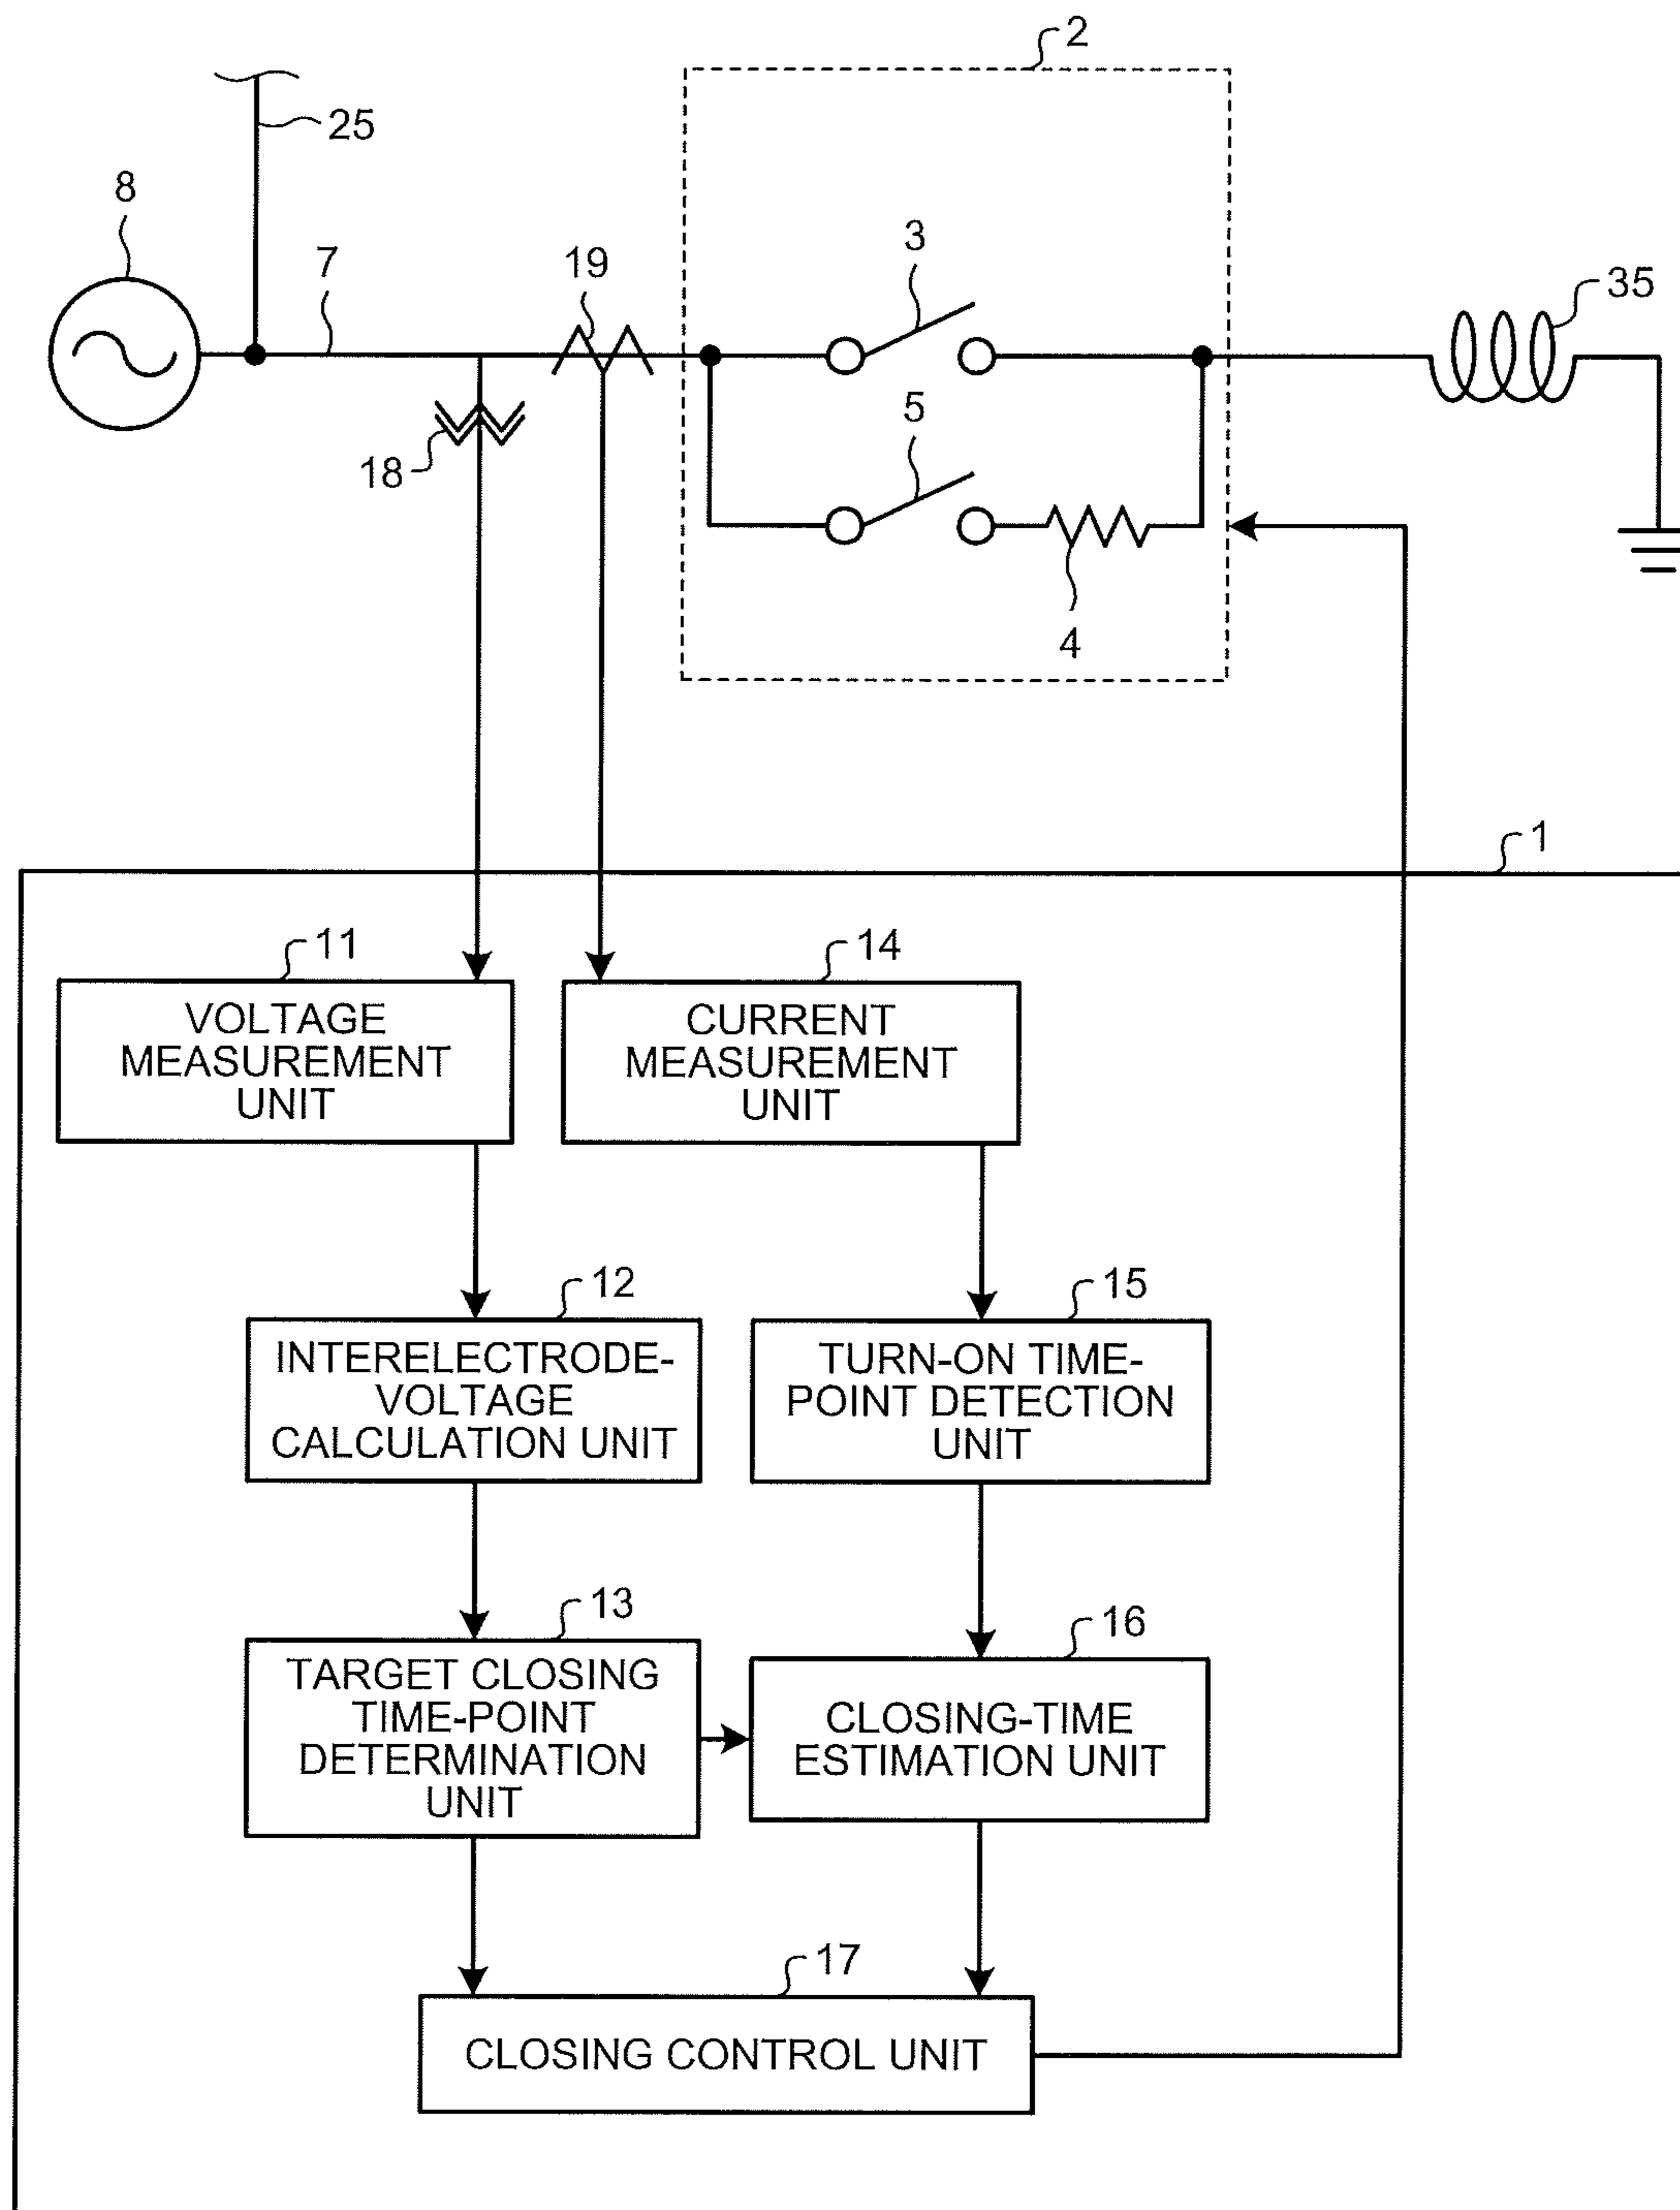 2
25
8
7
19
3
35
5
18
4
1
11
14
VOLTAGE
MEASUREMENT
UNIT
CURRENT
MEASUREMENT
UNIT
12
15
INTERELECTRODE-
VOLTAGE
CALCULATION UNIT
TURN-ON TIME-
POINT DETECTION
UNIT
13
16
TARGET CLOSING
TIME-POINT
DETERMINATION
UNIT
CLOSING-TIME
ESTIMATION UNIT
17
CLOSING CONTROL UNIT